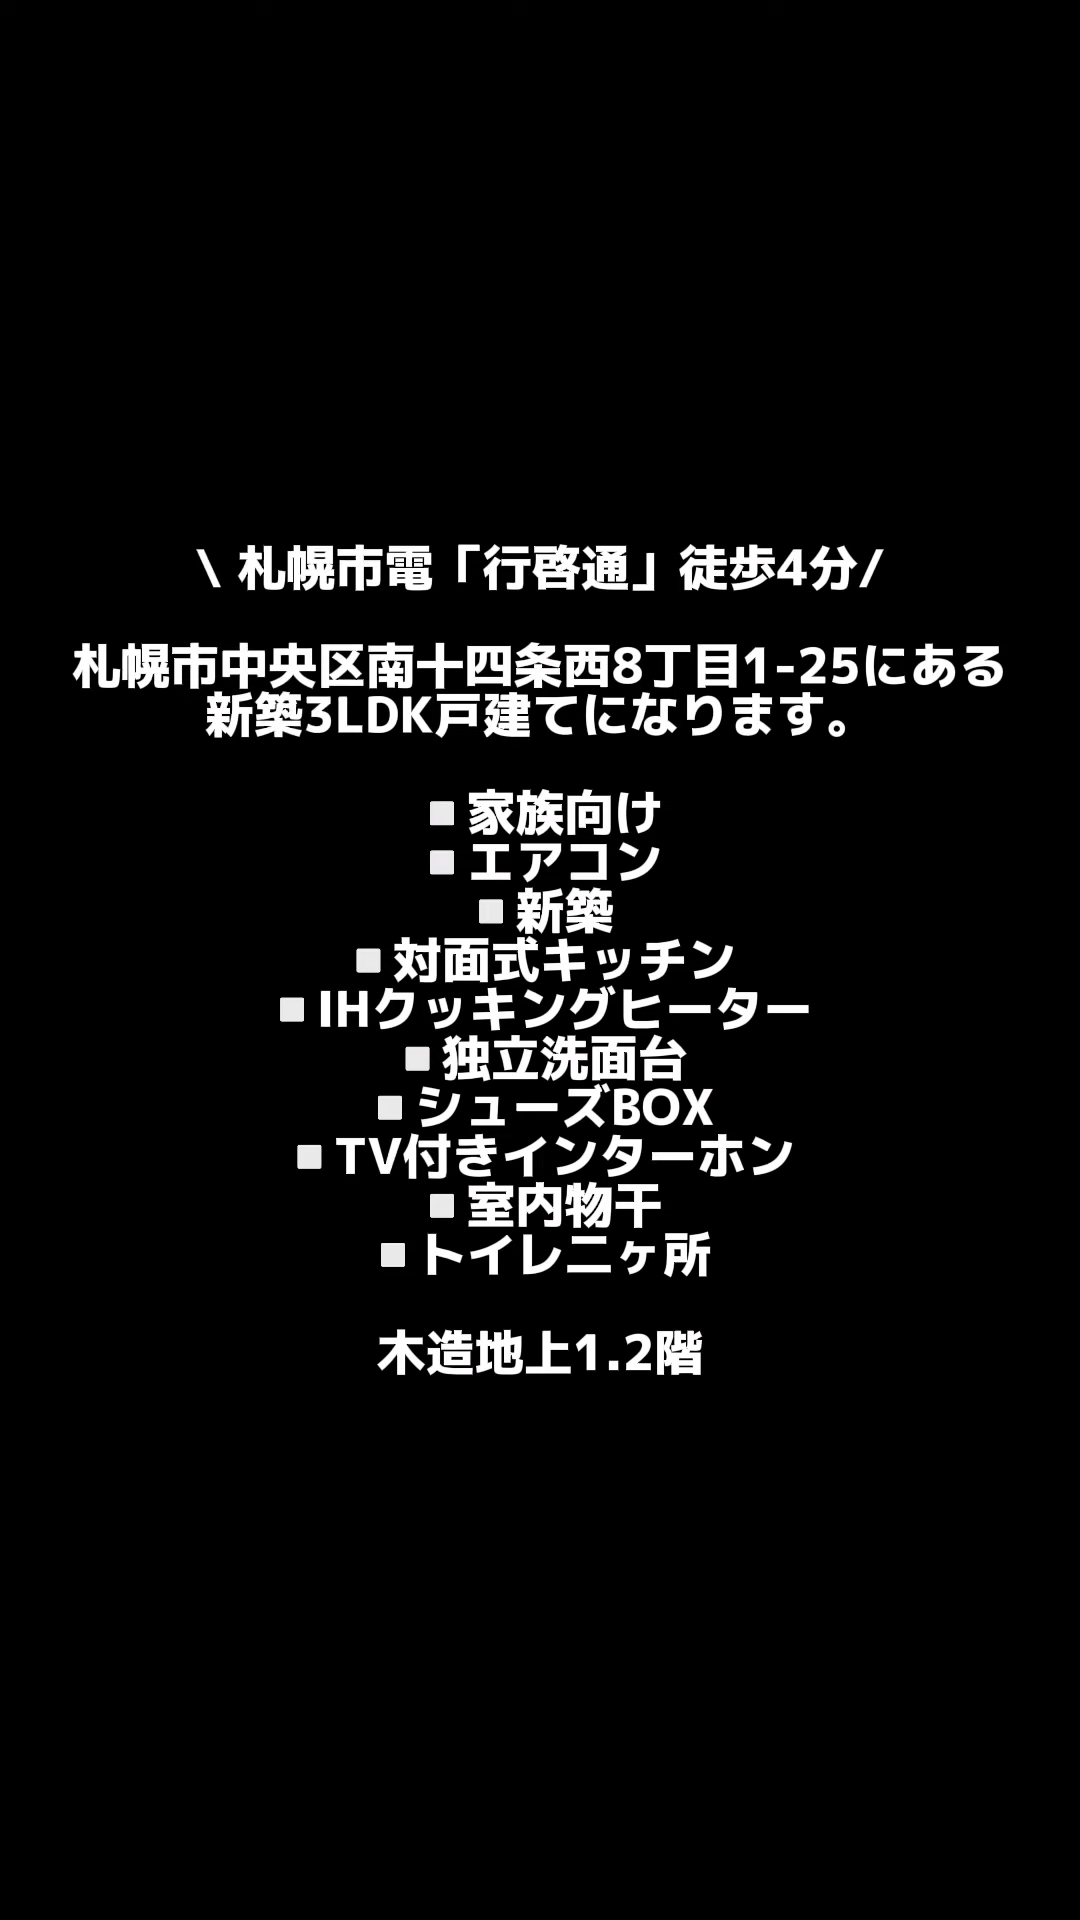 \ 札幌市電「行啓通」徒歩4分/
札幌市中央区南十四条西8丁目1-25にある
新築3LDK戸建てになります。
◽️家族向け
◽️エアコン
◽️新築
◽️対面式キッチン
◽️IHクッキングヒーター
◽️独立洗面台
◽️シューズBOX
◽️TV付きインターホン
◽️室内物干
◽️トイレ二ヶ所
木造地上1.2階